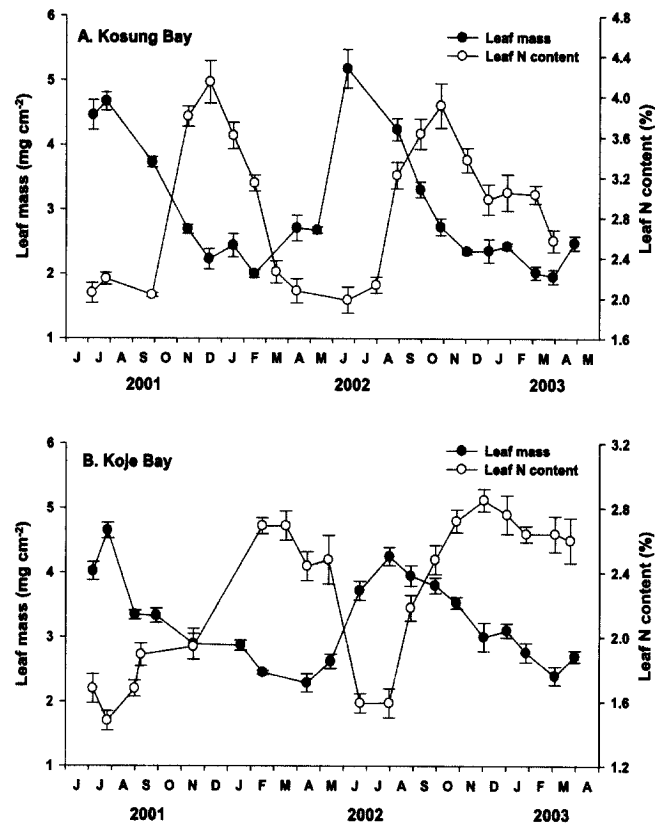 A. Kosung Bay
Leaf mass
Leaf N content
Leaf mass (mg cm-2)
6
5
4
3
2
1
Leaf N content (%)
4.8
4.4
4.0
3.6
3.2
2.8
2.4
2.0
1.6
J J A S O N D J F M A M J J A S O N D J F M A M
2001 2002 2003
B. Koje Bay
Leaf mass
Leaf N content
Leaf mass (mg cm-2)
6
5
4
3
2
1
Leaf N content (%)
3.2
2.8
2.4
2.0
1.6
1.2
J J A S O N D J F M A M J J A S O N D J F M A
2001 2002 2003